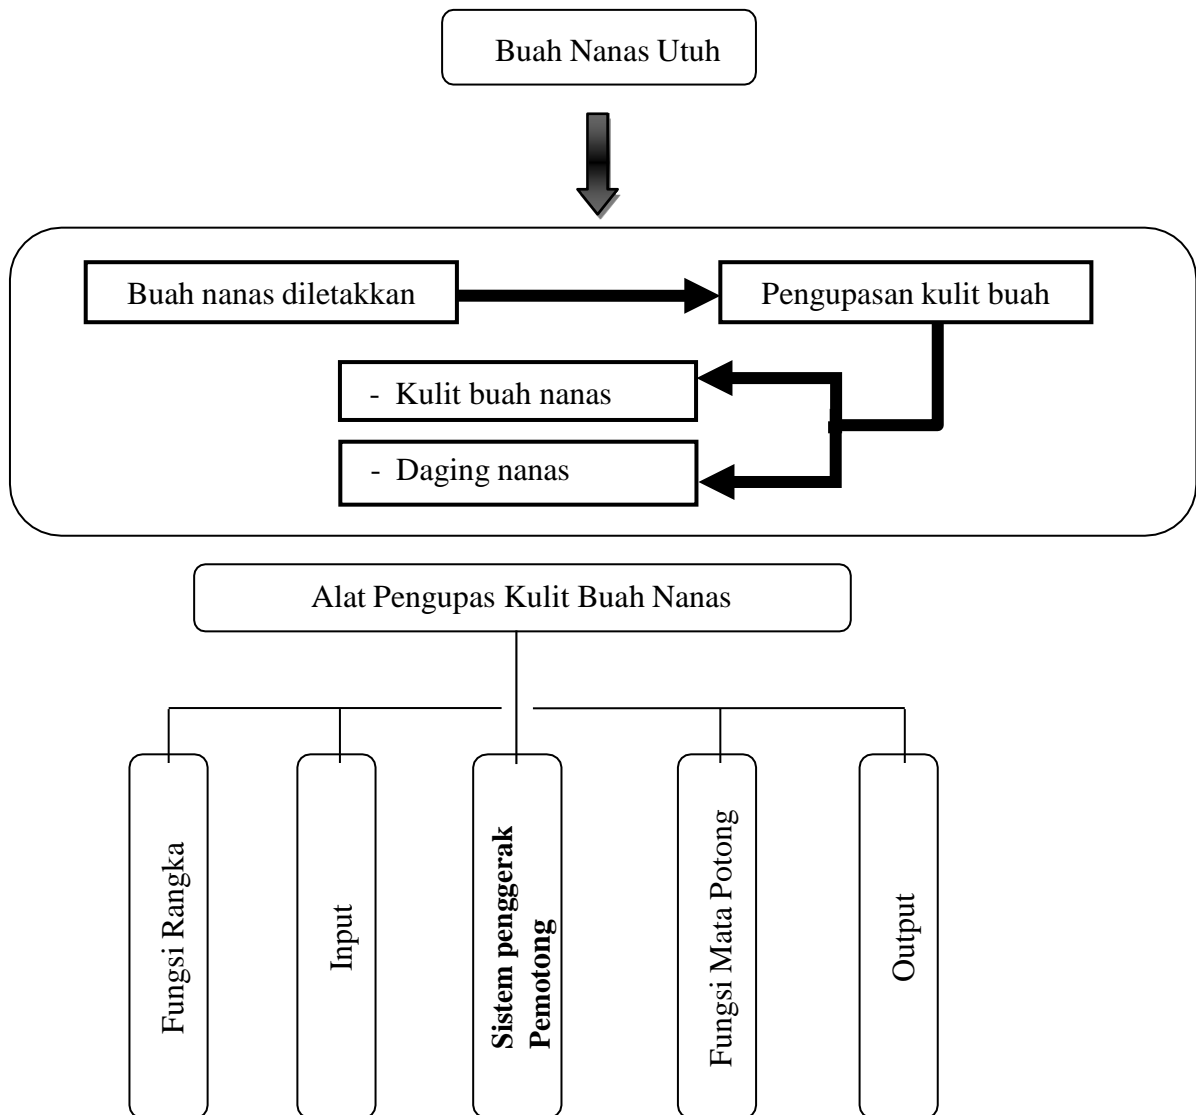 Buah Nanas Utuh
Buah nanas diletakkan
Pengupasan kulit buah
- Kulit buah nanas
- Daging nanas
Alat Pengupas Kulit Buah Nanas
Fungsi Rangka
Input
Sistem penggerak
Pemotong
Fungsi Mata Potong
Output